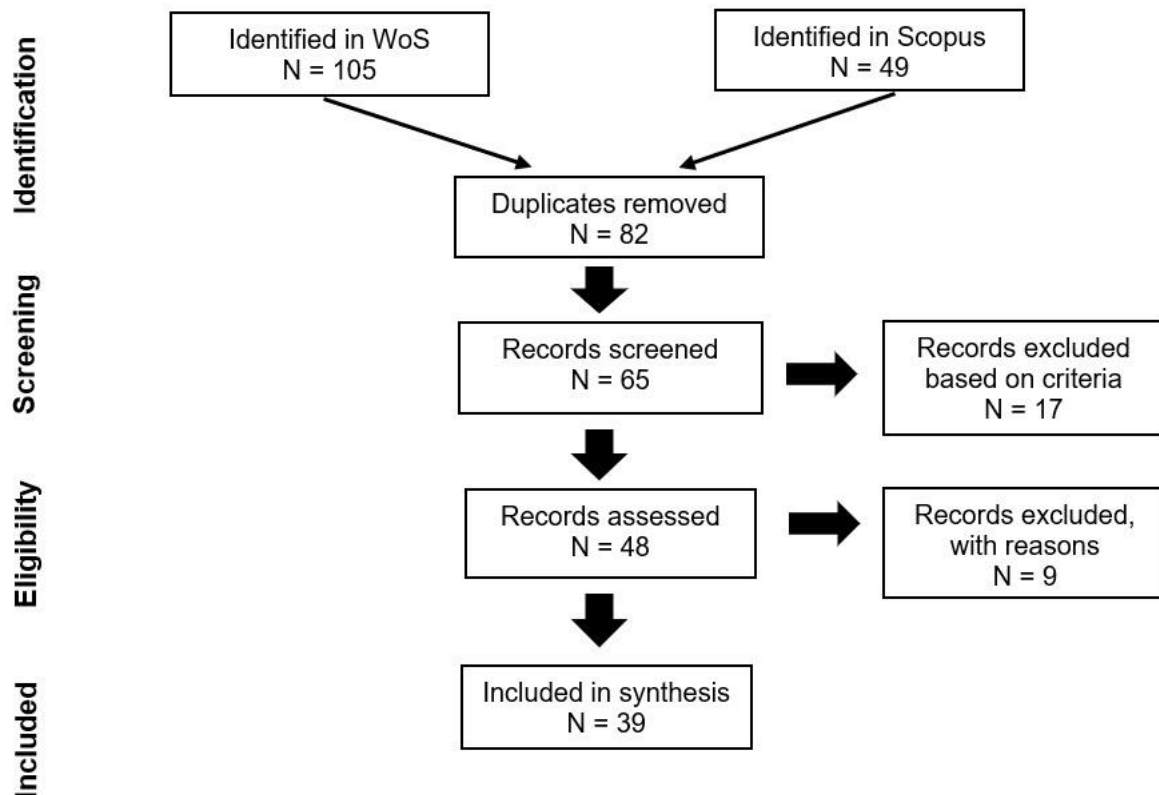 Identification
Identified in WoS
N = 105
Identified in Scopus
N = 49
Duplicates removed
N = 82
Screening
Records screened
N = 65
Records excluded
based on criteria
N = 17
Eligibility
Records assessed
N = 48
Records excluded,
with reasons
N = 9
Included
Included in synthesis
N = 39